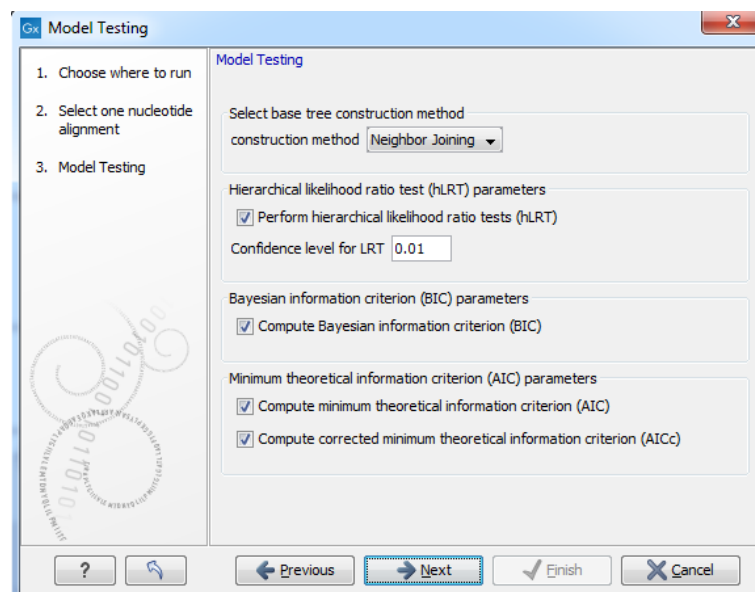 Gx Model Testing
X
1. Choose where to run
2. Select one nucleotide
alignment
3. Model Testing
Model Testing
Select base tree construction method
construction method Neighbor Joining
Hierarchical likelihood ratio test (hLRT) parameters
Perform hierarchical likelihood ratio tests (hLRT)
Confidence level for LRT 0.01
Bayesian information criterion (BIC) parameters
Compute Bayesian information criterion (BIC)
Minimum theoretical information criterion (AIC) parameters
Compute minimum theoretical information criterion (AIC)
Compute corrected minimum theoretical information criterion (AICc)
? Previous Next Finish Cancel